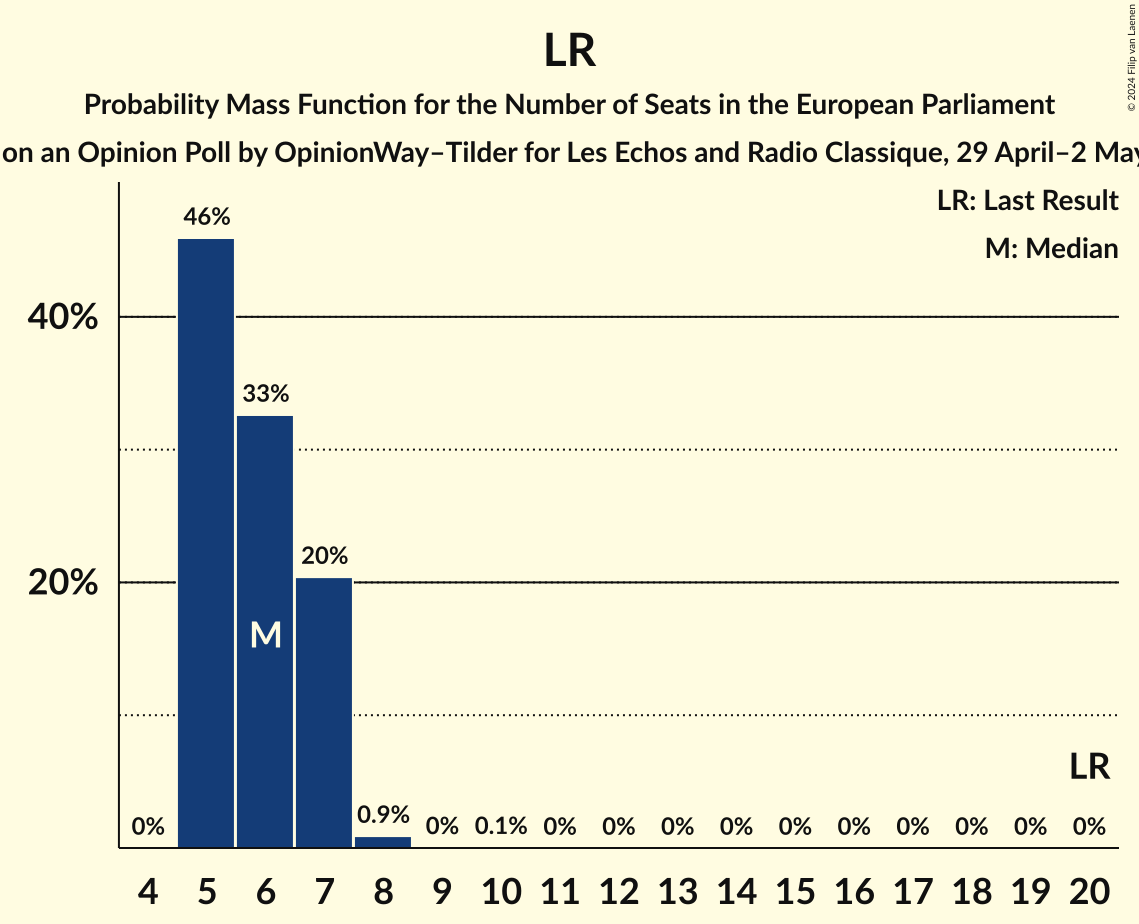 LR
© 2024 Filip van Laenen
Probability Mass Function for the Number of Seats in the European Parliament
on an Opinion Poll by OpinionWay–Tilder for Les Echos and Radio Classique, 29 April–2 May
LR: Last Result
M: Median
46%
40%
33%
20%
20%
M
LR
0% 0.9% 0% 0.1% 0% 0% 0% 0% 0% 0% 0% 0% 0% 0%
4 5 6 7 8 9 10 11 12 13 14 15 16 17 18 19 20